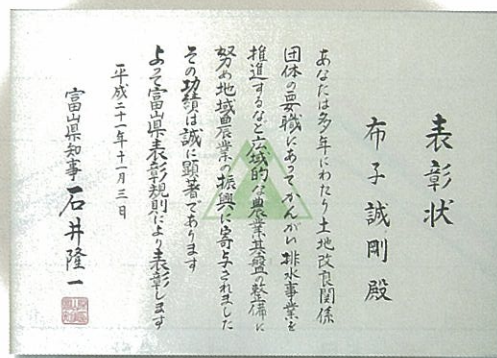 表彰状
布子誠剛殿
あなたは多年にわたり土地改良関係
団体の要職にあってかんがい排水事業を
推進するなど広域的な農業基盤の整備に
努め地域農業の振興に寄与されました
その功績は誠に顕著であります
よって富山県表彰規則により表彰します
平成二十一年十一月三日
富山県知事 石井隆一